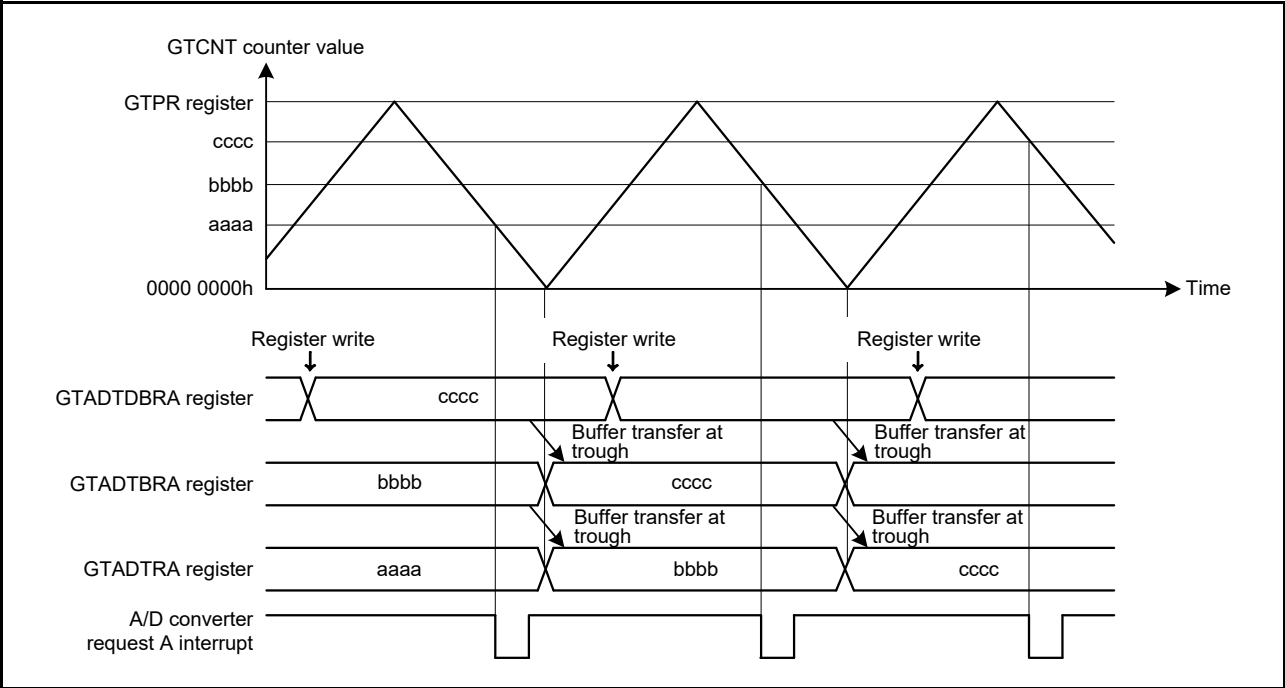 GTCNT counter value
GTPR register
cccc
bbbb
aaaa
0000 0000h
Time
Register write
Register write
Register write
GTADTDBRA register
cccc
Buffer transfer at
trough
Buffer transfer at
trough
GTADTBRA register
bbbb
cccc
Buffer transfer at
trough
Buffer transfer at
trough
GTADTRA register
aaaa
bbbb
cccc
A/D converter
request A interrupt